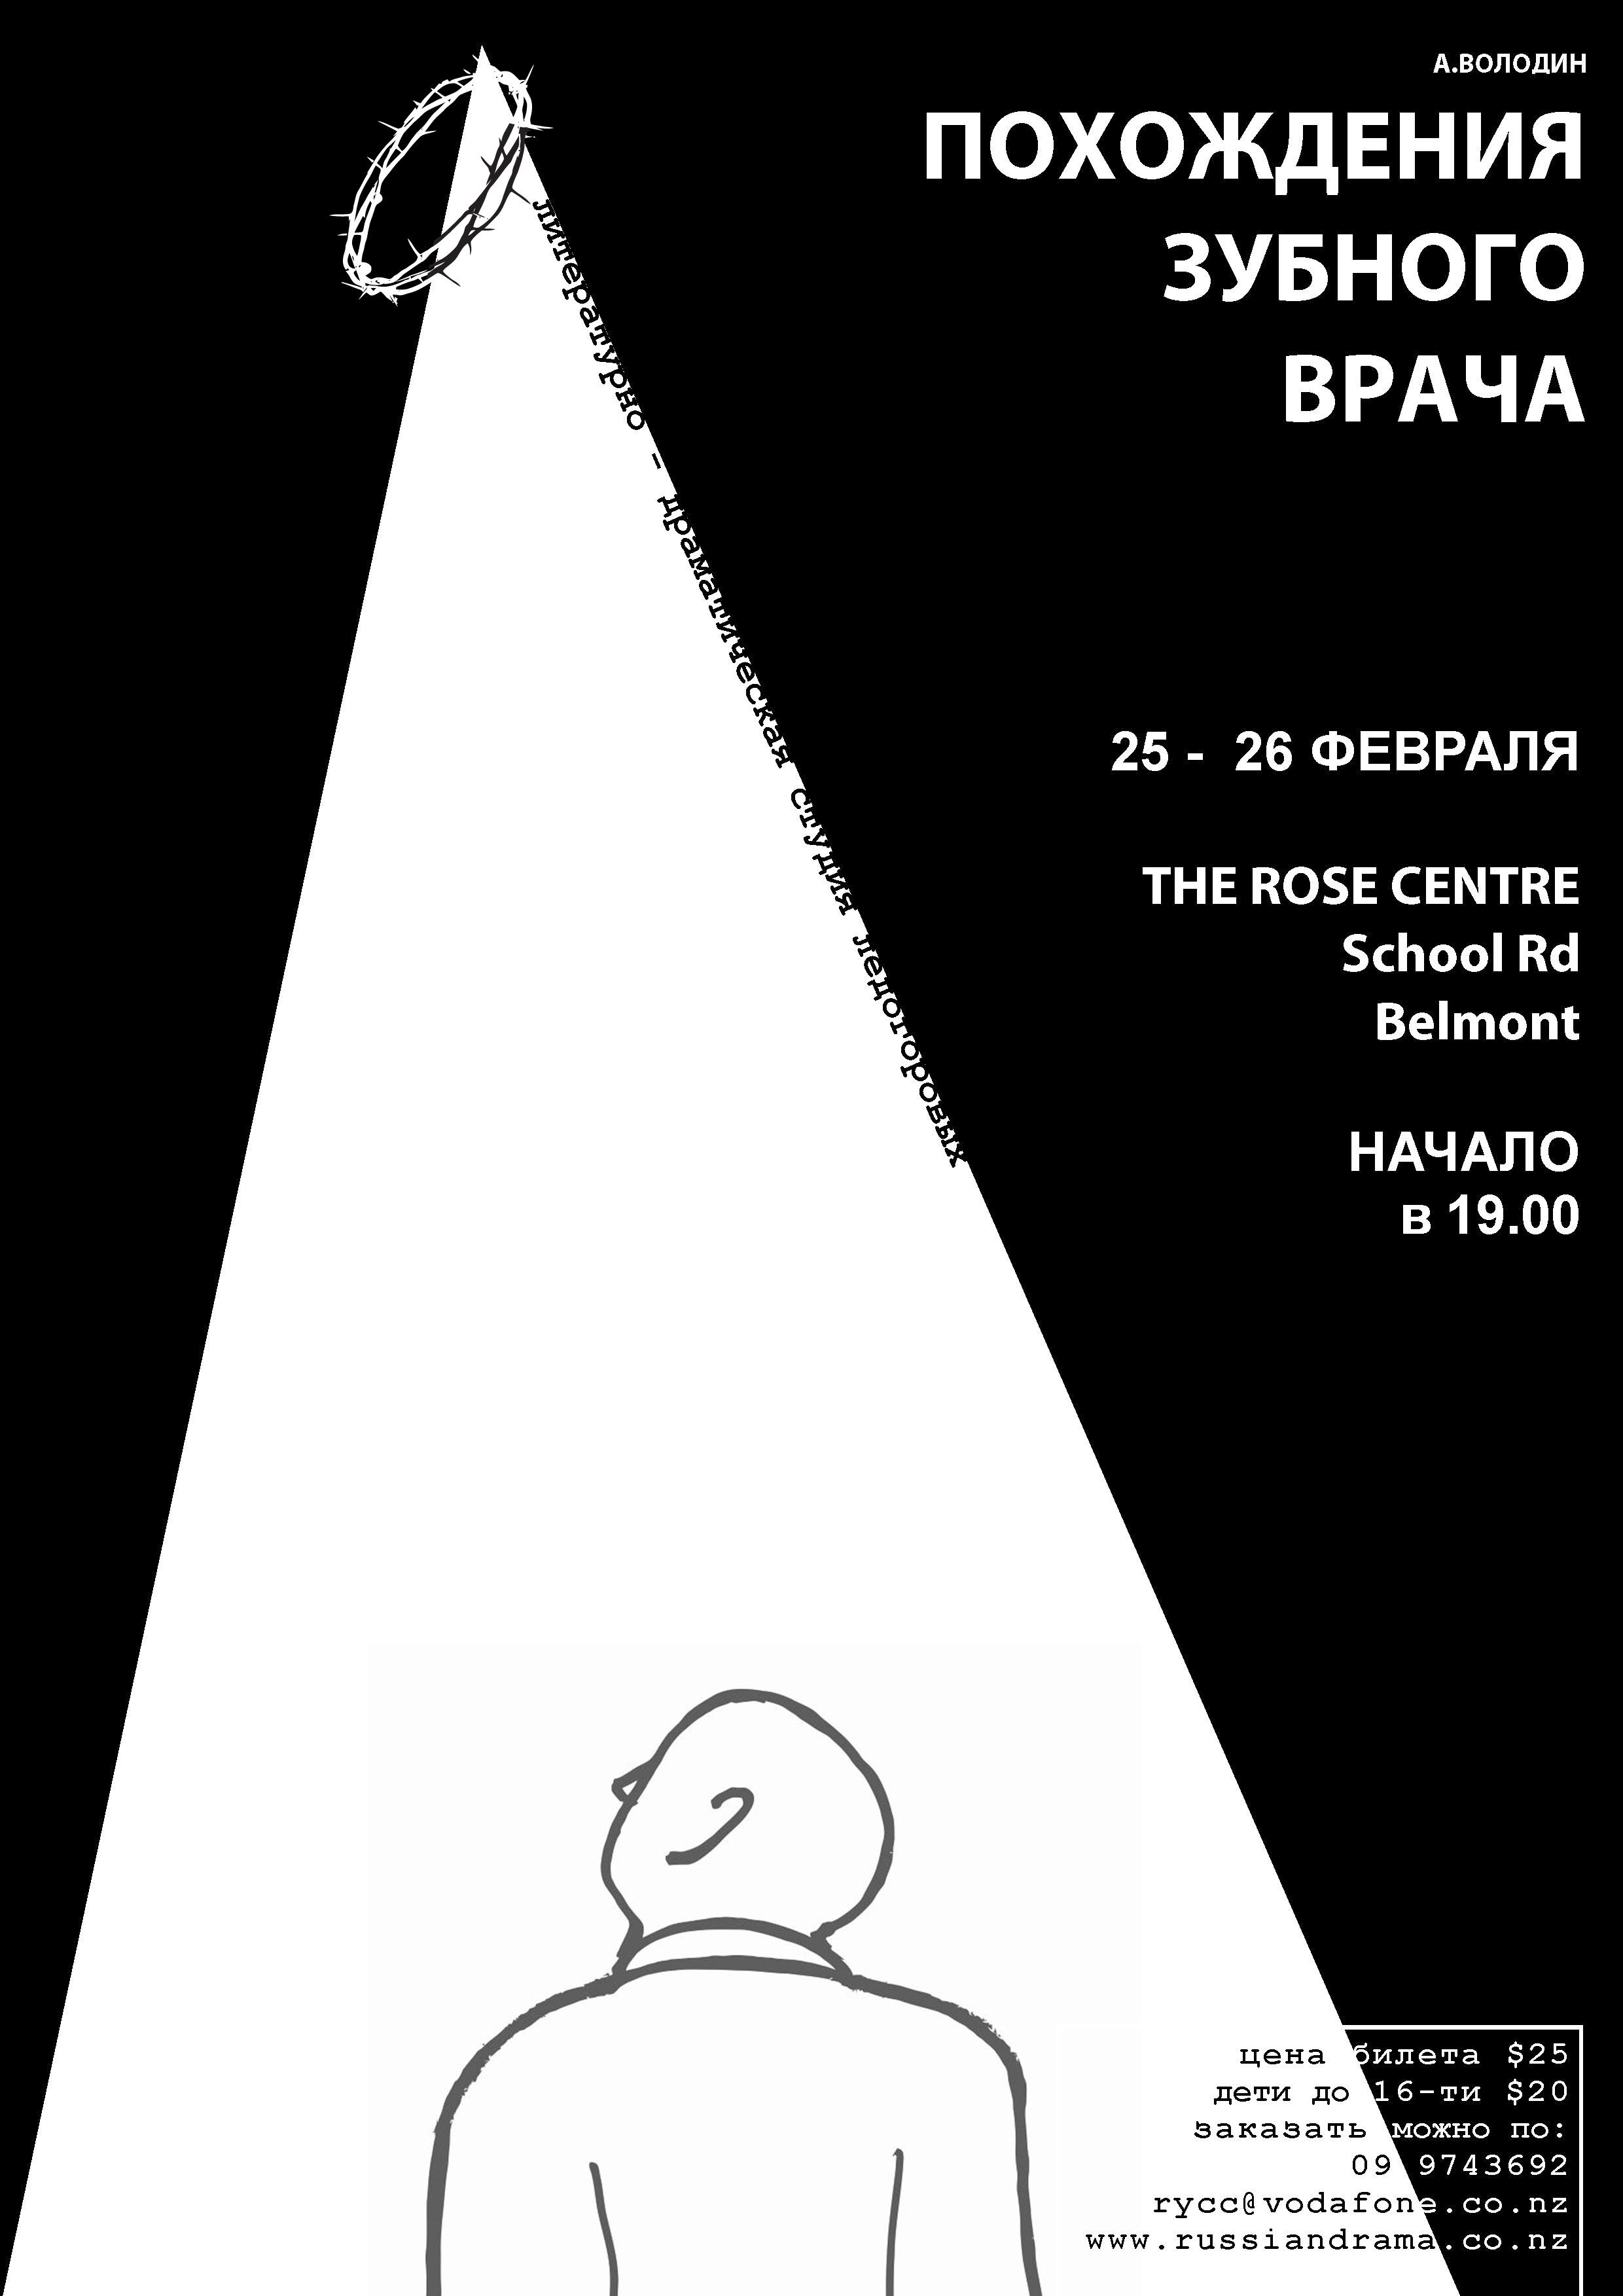 А.ВОЛОДИН
ПОХОЖДЕНИЯ
ЗУБНОГО
ВРАЧА
литературно - драматическая студия ледогоровых
25 - 26 ФЕВРАЛЯ
THE ROSE CENTRE
School Rd
Belmont
НАЧАЛО
в 19.00
цена билета $25
дети до 16-ти $20
заказать можно по:
09 9743692
rycc@vodafone.co.nz
www.russiandrama.co.nz